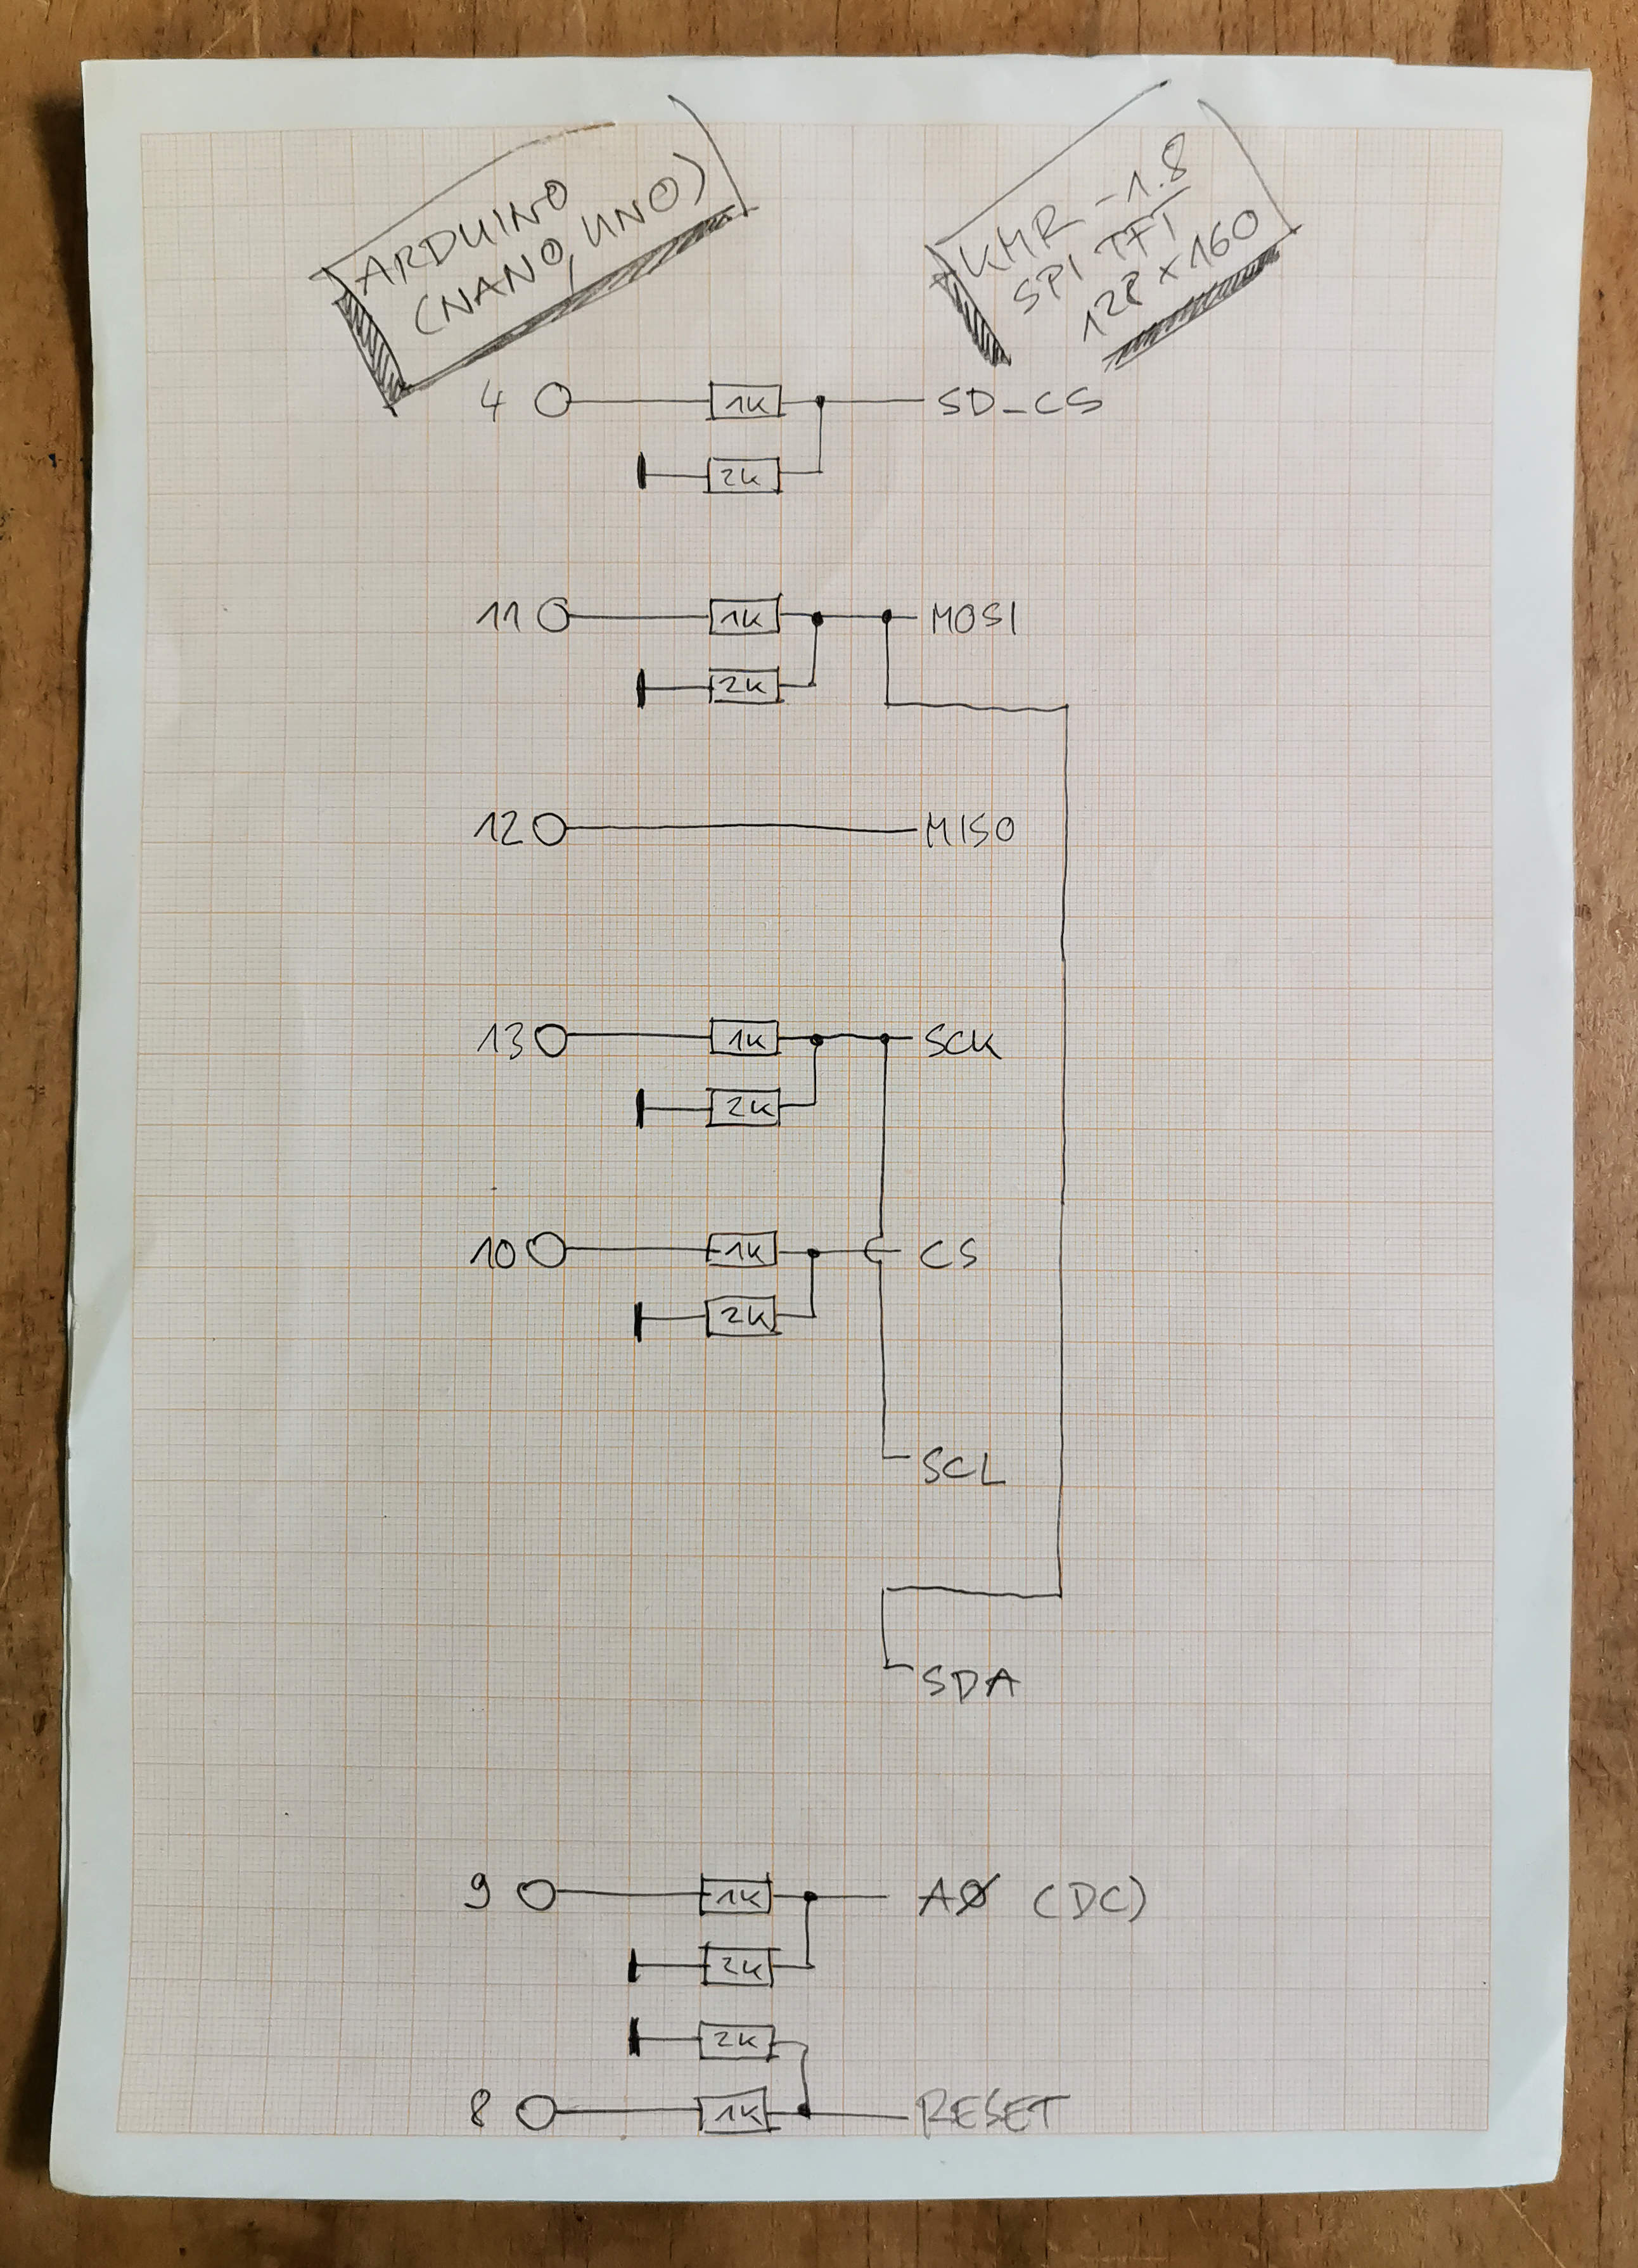 ARDUINO
(NANO, UNO)
KMR-1.8
SPI TFT
128 x 160
4 1K SD_CS
2K
11 1K MOSI
2K
12 MISO
13 1K SCK
2K
10 1K CS
2K
SCL
SDA
9 1K A0 (DC)
2K
2K
8 1K RESET